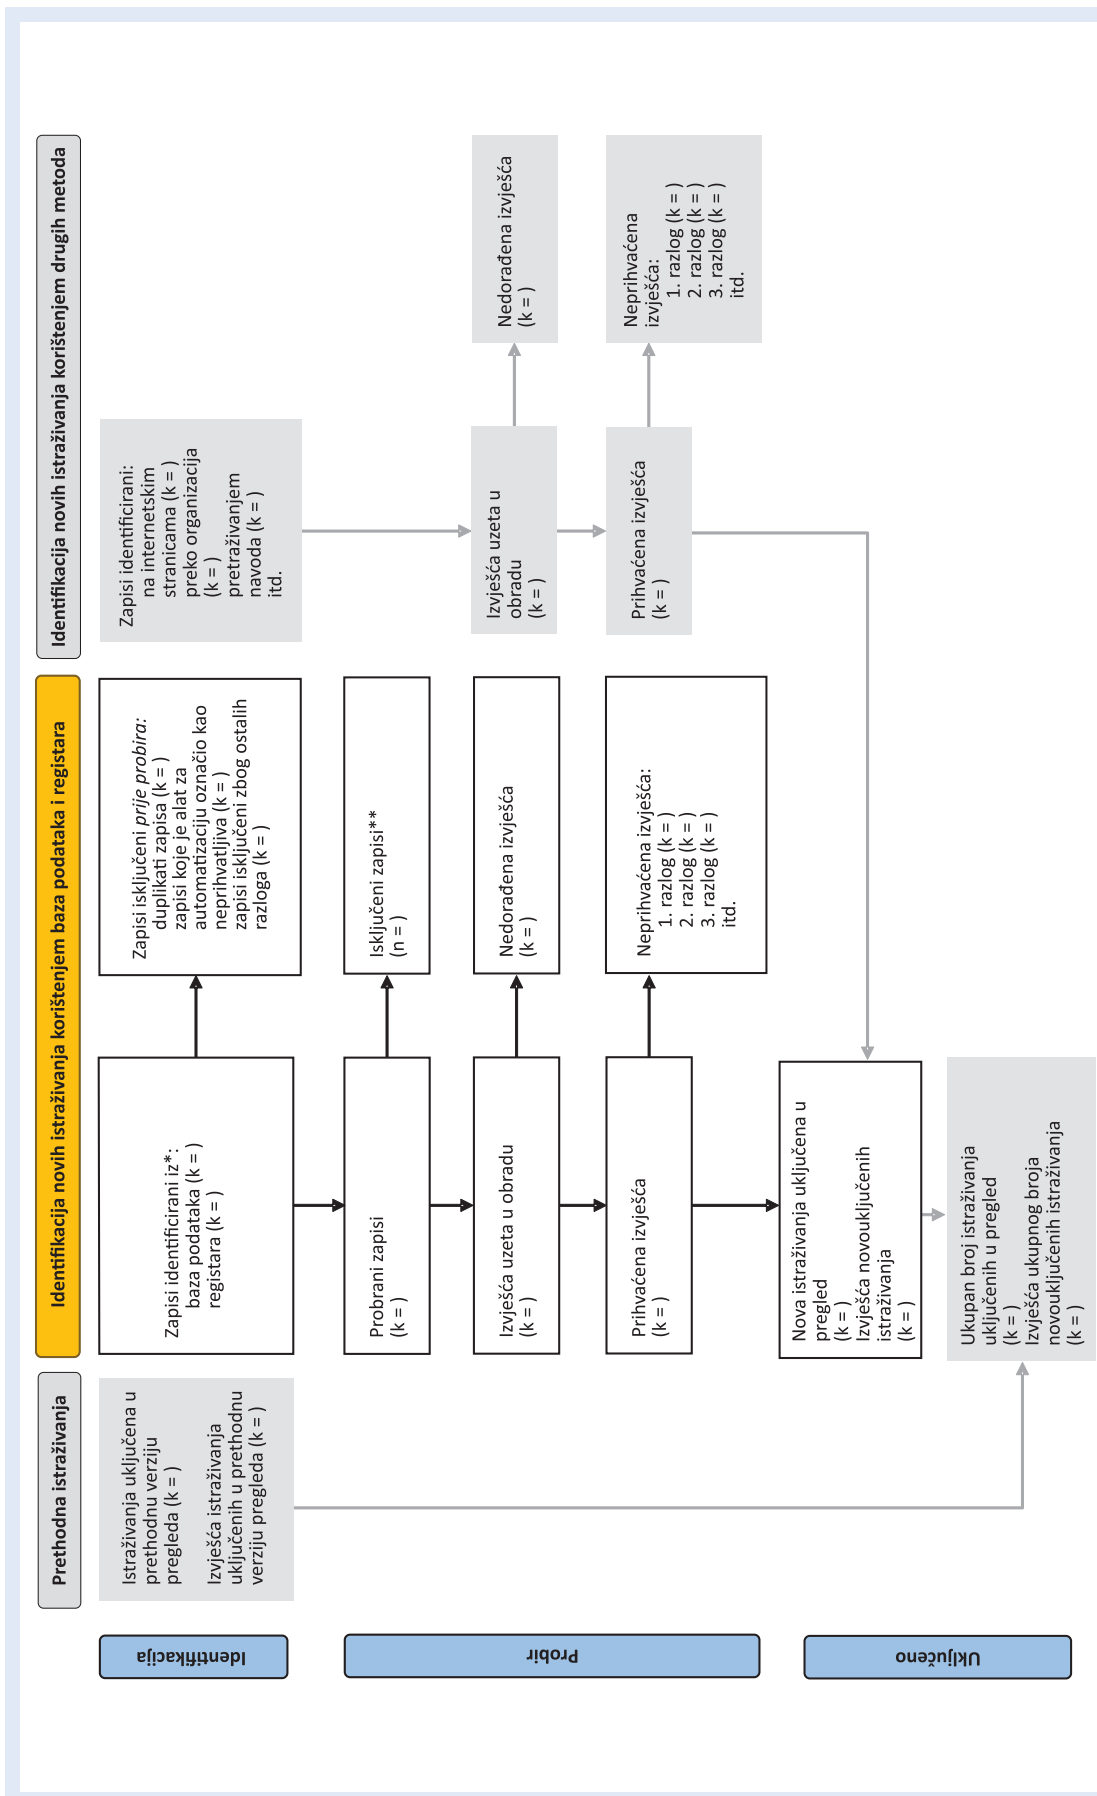 Prethodna istraživanja
Identifikacija novih istraživanja korištenjem baza podataka i registara
Identifikacija novih istraživanja korištenjem drugih metoda
Identifikacija
Istraživanja uključena u
prethodnu verziju
pregleda (k = )
Izvješća istraživanja
uključenih u prethodnu
verziju pregleda (k = )
Zapisi identificirani iz*:
baza podataka (k = )
registara (k = )
Zapisi isključeni prije probira:
duplikati zapisa (k = )
zapisi koje je alat za
automatizaciju označio kao
neprihvatljiva (k = )
zapisi isključeni zbog ostalih
razloga (k = )
Zapisi identificirani:
na internetskim
stranicama (k = )
preko organizacija
(k = )
pretraživanjem
navoda (k = )
itd.
Probir
Probrani zapisi
(k = )
Isključeni zapisi**
(n = )
Izvješća uzeta u obradu
(k = )
Nedorađena izvješća
(k = )
Izvješća uzeta u
obradu
(k = )
Nedorađena izvješća
(k = )
Prihvaćena izvješća
(k = )
Neprihvaćena izvješća:
1. razlog (k = )
2. razlog (k = )
3. razlog (k = )
itd.
Prihvaćena izvješća
(k = )
Neprihvaćena
izvješća:
1. razlog (k = )
2. razlog (k = )
3. razlog (k = )
itd.
Uključeno
Nova istraživanja uključena u
pregled
(k = )
Izvješća novouključenih
istraživanja
(k = )
Ukupan broj istraživanja
uključenih u pregled
(k = )
Izvješća ukupnog broja
novouključenih istraživanja
(k = )